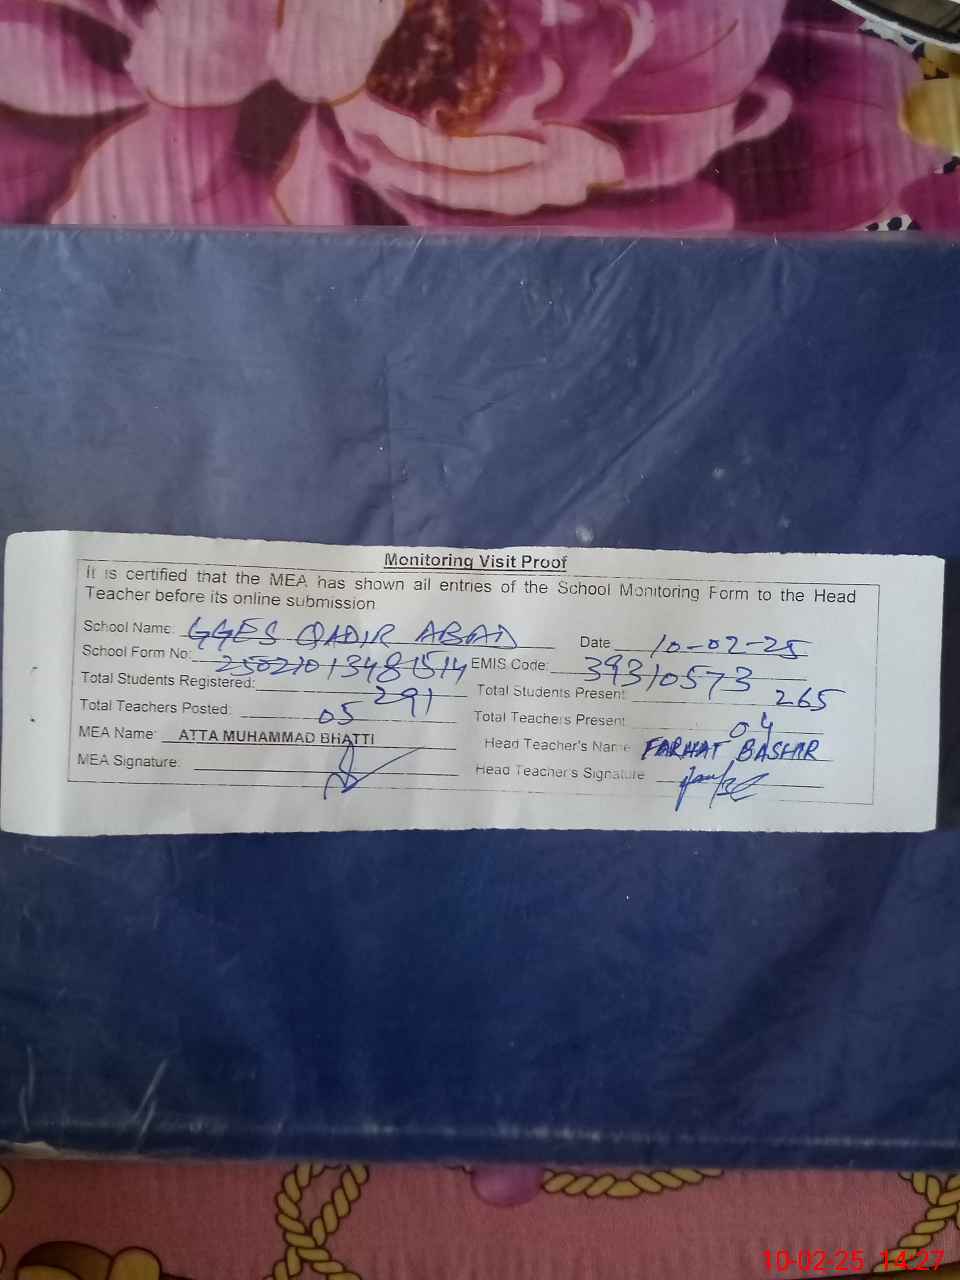 Monitoring Visit Proof
It is certified that the MEA has shown all entries of the School Monitoring Form to the Head
Teacher before its online submission
School Name: GGES QADIR ABAD Date 10-02-25
School Form No: 25021013481514 EMIS Code: 39310573
Total Students Registered: 291 Total Students Present 265
Total Teachers Posted: 05 Total Teachers Present 04
MEA Name: ATTA MUHAMMAD BHATTI Head Teacher's Name FARHAT BASHIR
MEA Signature: Head Teacher's Signature
10-02-25 14:27